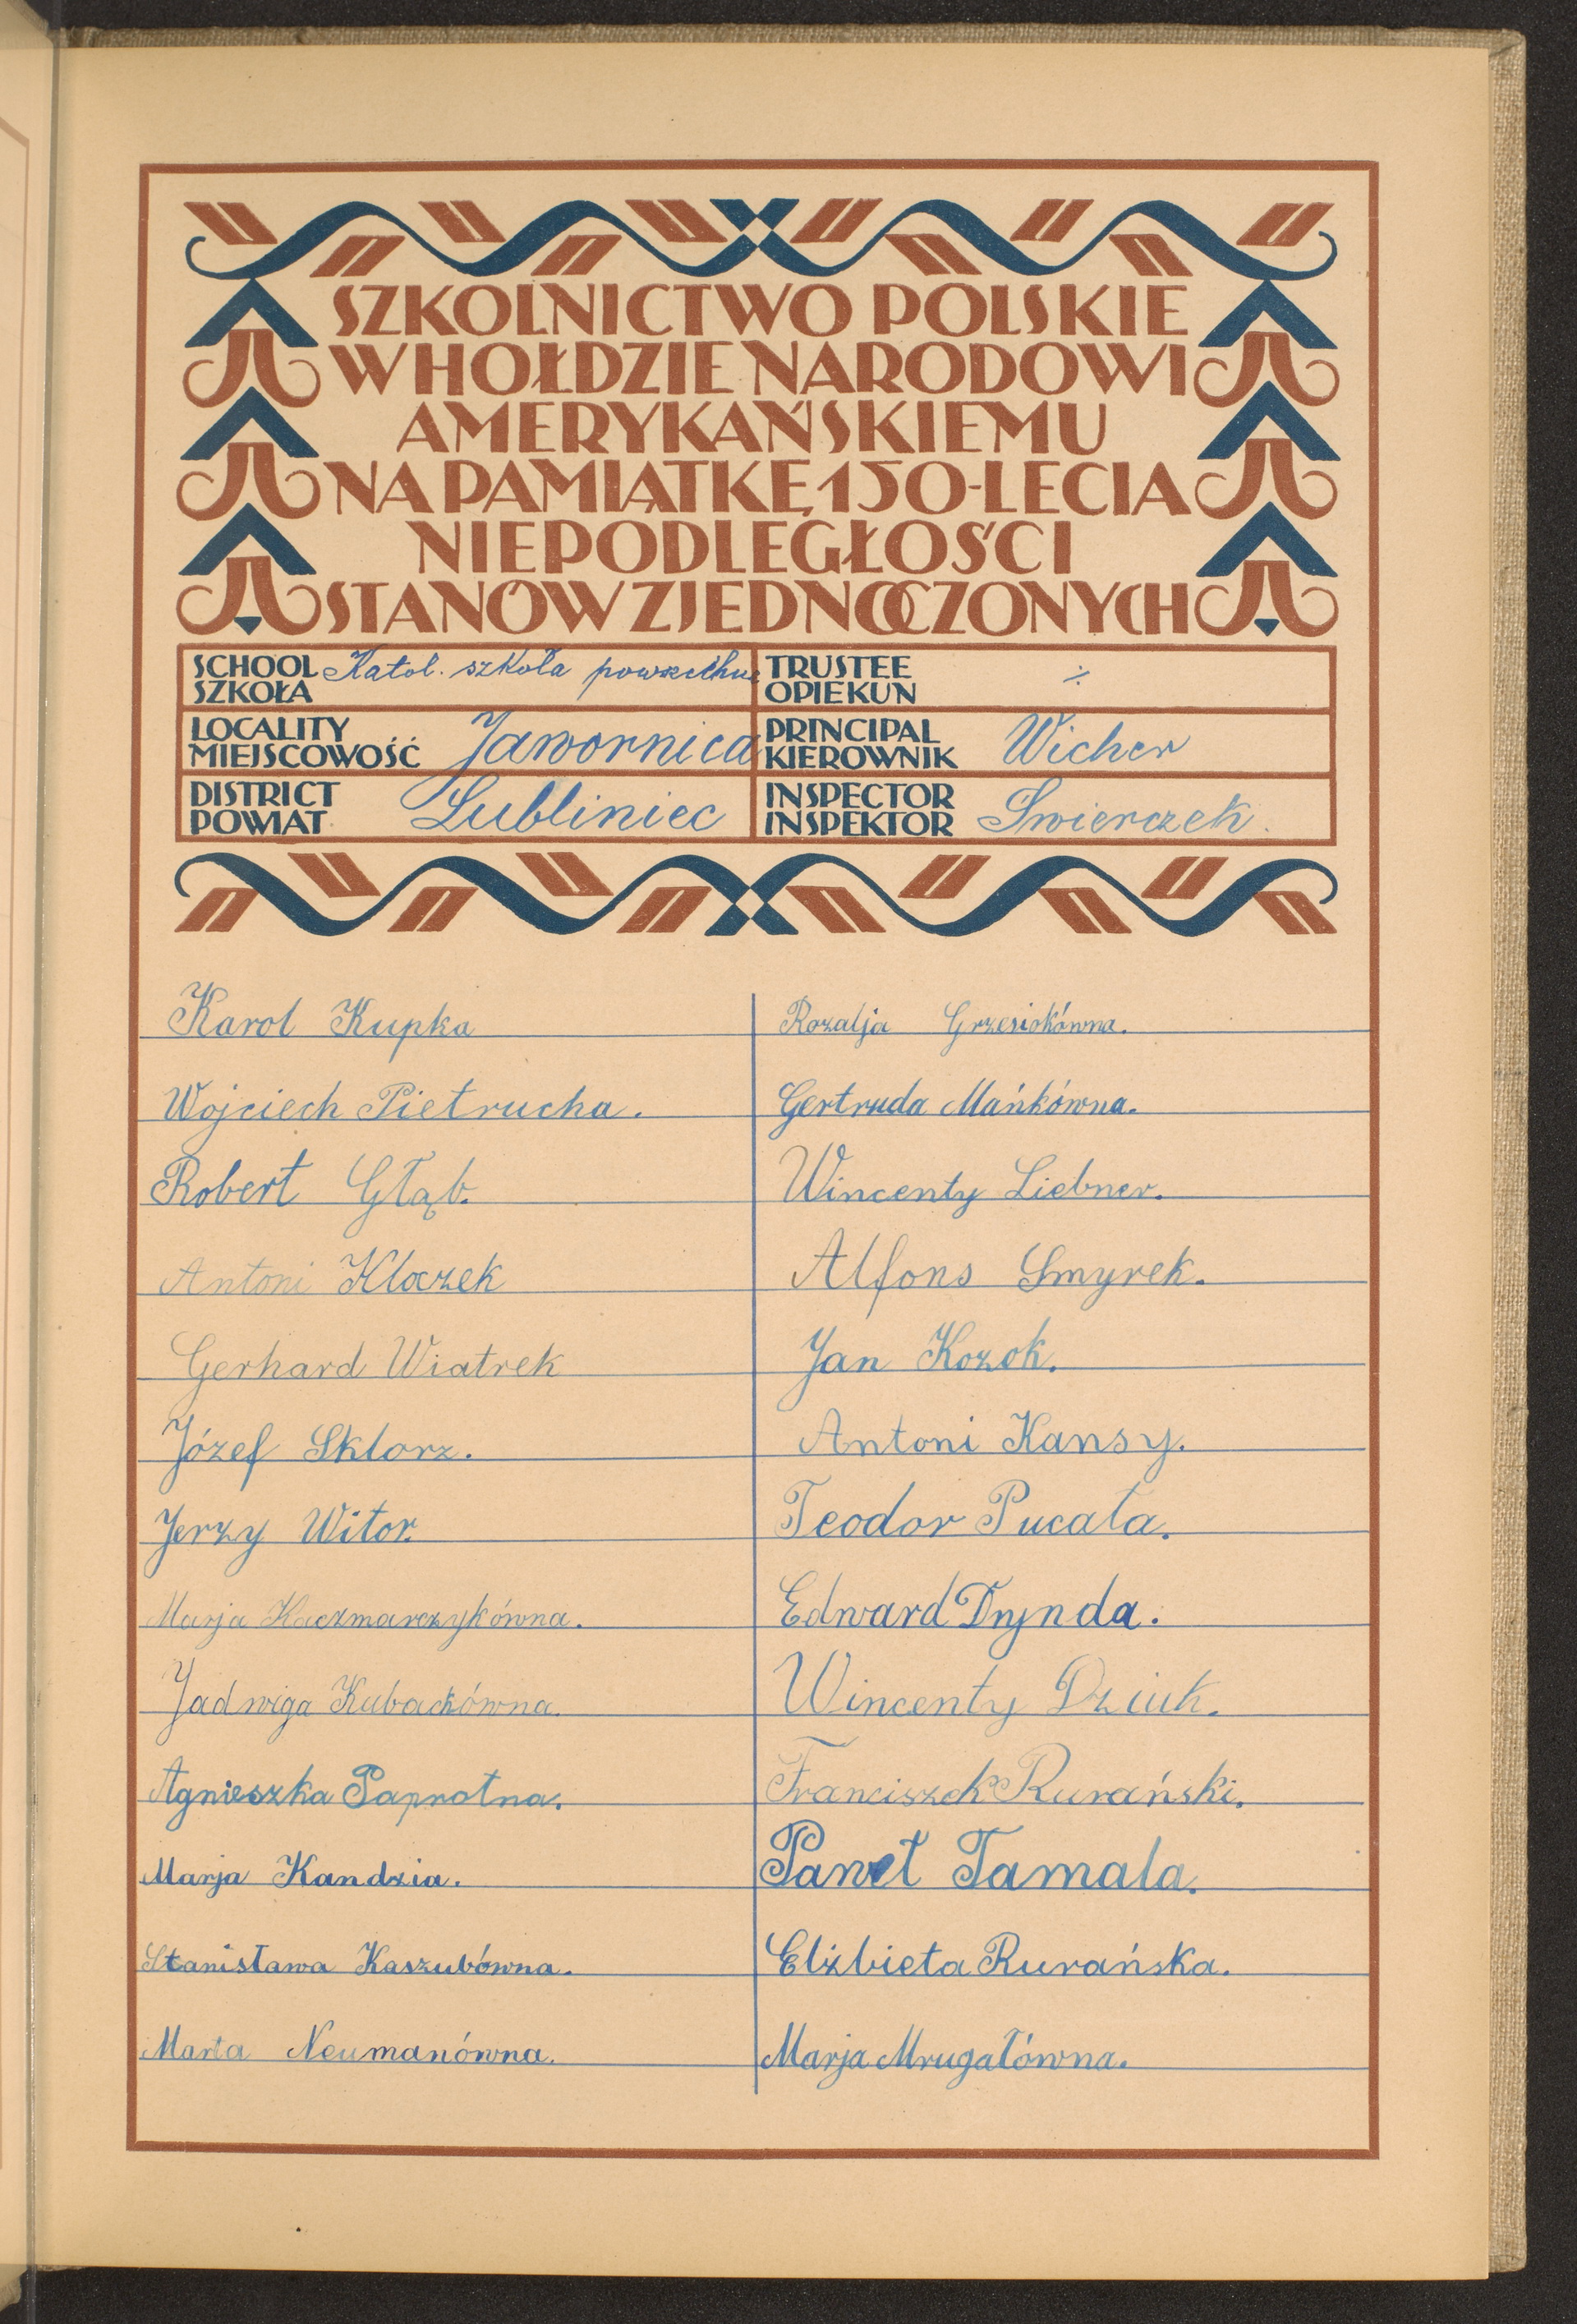 SZKOLNICTWO POLSKIE
W HOŁDZIE NARODOWI
AMERYKAŃSKIEMU
NA PAMIĄTKĘ 150-LECIA
NIEPODLEGŁOŚCI
STANÓW ZJEDNOCZONYCH
SCHOOL
SZKOŁA Katol. szkoła powszechna
TRUSTEE
OPIEKUN ÷
LOCALITY
MIEJSCOWOŚĆ Jawornica
PRINCIPAL
KIEROWNIK Wicher
DISTRICT
POWIAT Lubliniec
INSPECTOR
INSPEKTOR Świerczek.
Karol Kupka
Wojciech Pietrucha.
Robert Głąb.
Antoni Kloczek
Gerhard Wiatrek
Józef Sklorz.
Jerzy Witor.
Marja Kaczmarczykówna.
Jadwiga Kubackówna.
Agnieszka Paprotna.
Marja Kandzia.
Stanisława Kaszubówna.
Marta Neumanówna.
Rozalja Grzesiokówna.
Gertruda Mańkówna.
Wincenty Liebner.
Alfons Smyrek.
Jan Kozok.
Antoni Kansy.
Teodor Pucała.
Edward Drynda.
Wincenty Dziuk.
Franciszek Rurański.
Paweł Tamala.
Elżbieta Rurańska.
Marja Mrugałówna.